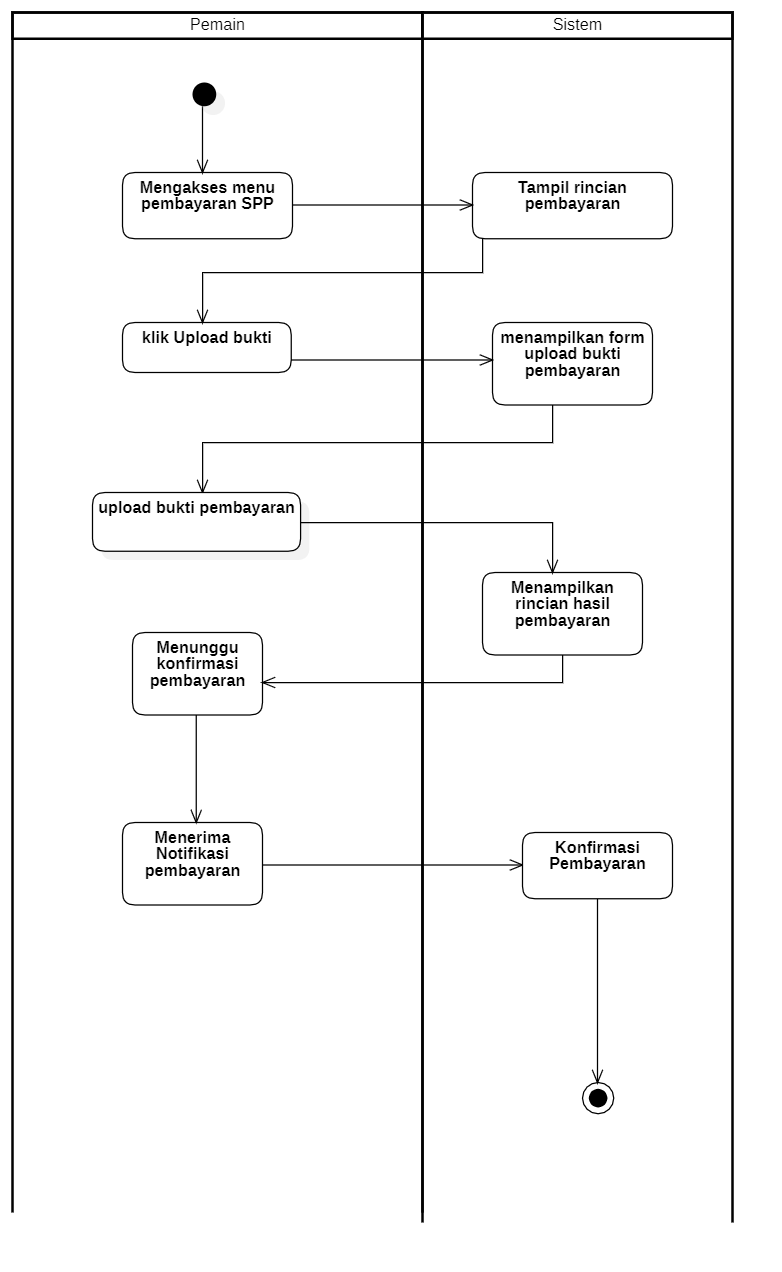 Pemain
Sistem
Mengakses menu
pembayaran SPP
Tampil rincian
pembayaran
klik Upload bukti
menampilkan form
upload bukti
pembayaran
upload bukti pembayaran
Menampilkan
rincian hasil
pembayaran
Menunggu
konfirmasi
pembayaran
Menerima
Notifikasi
pembayaran
Konfirmasi
Pembayaran